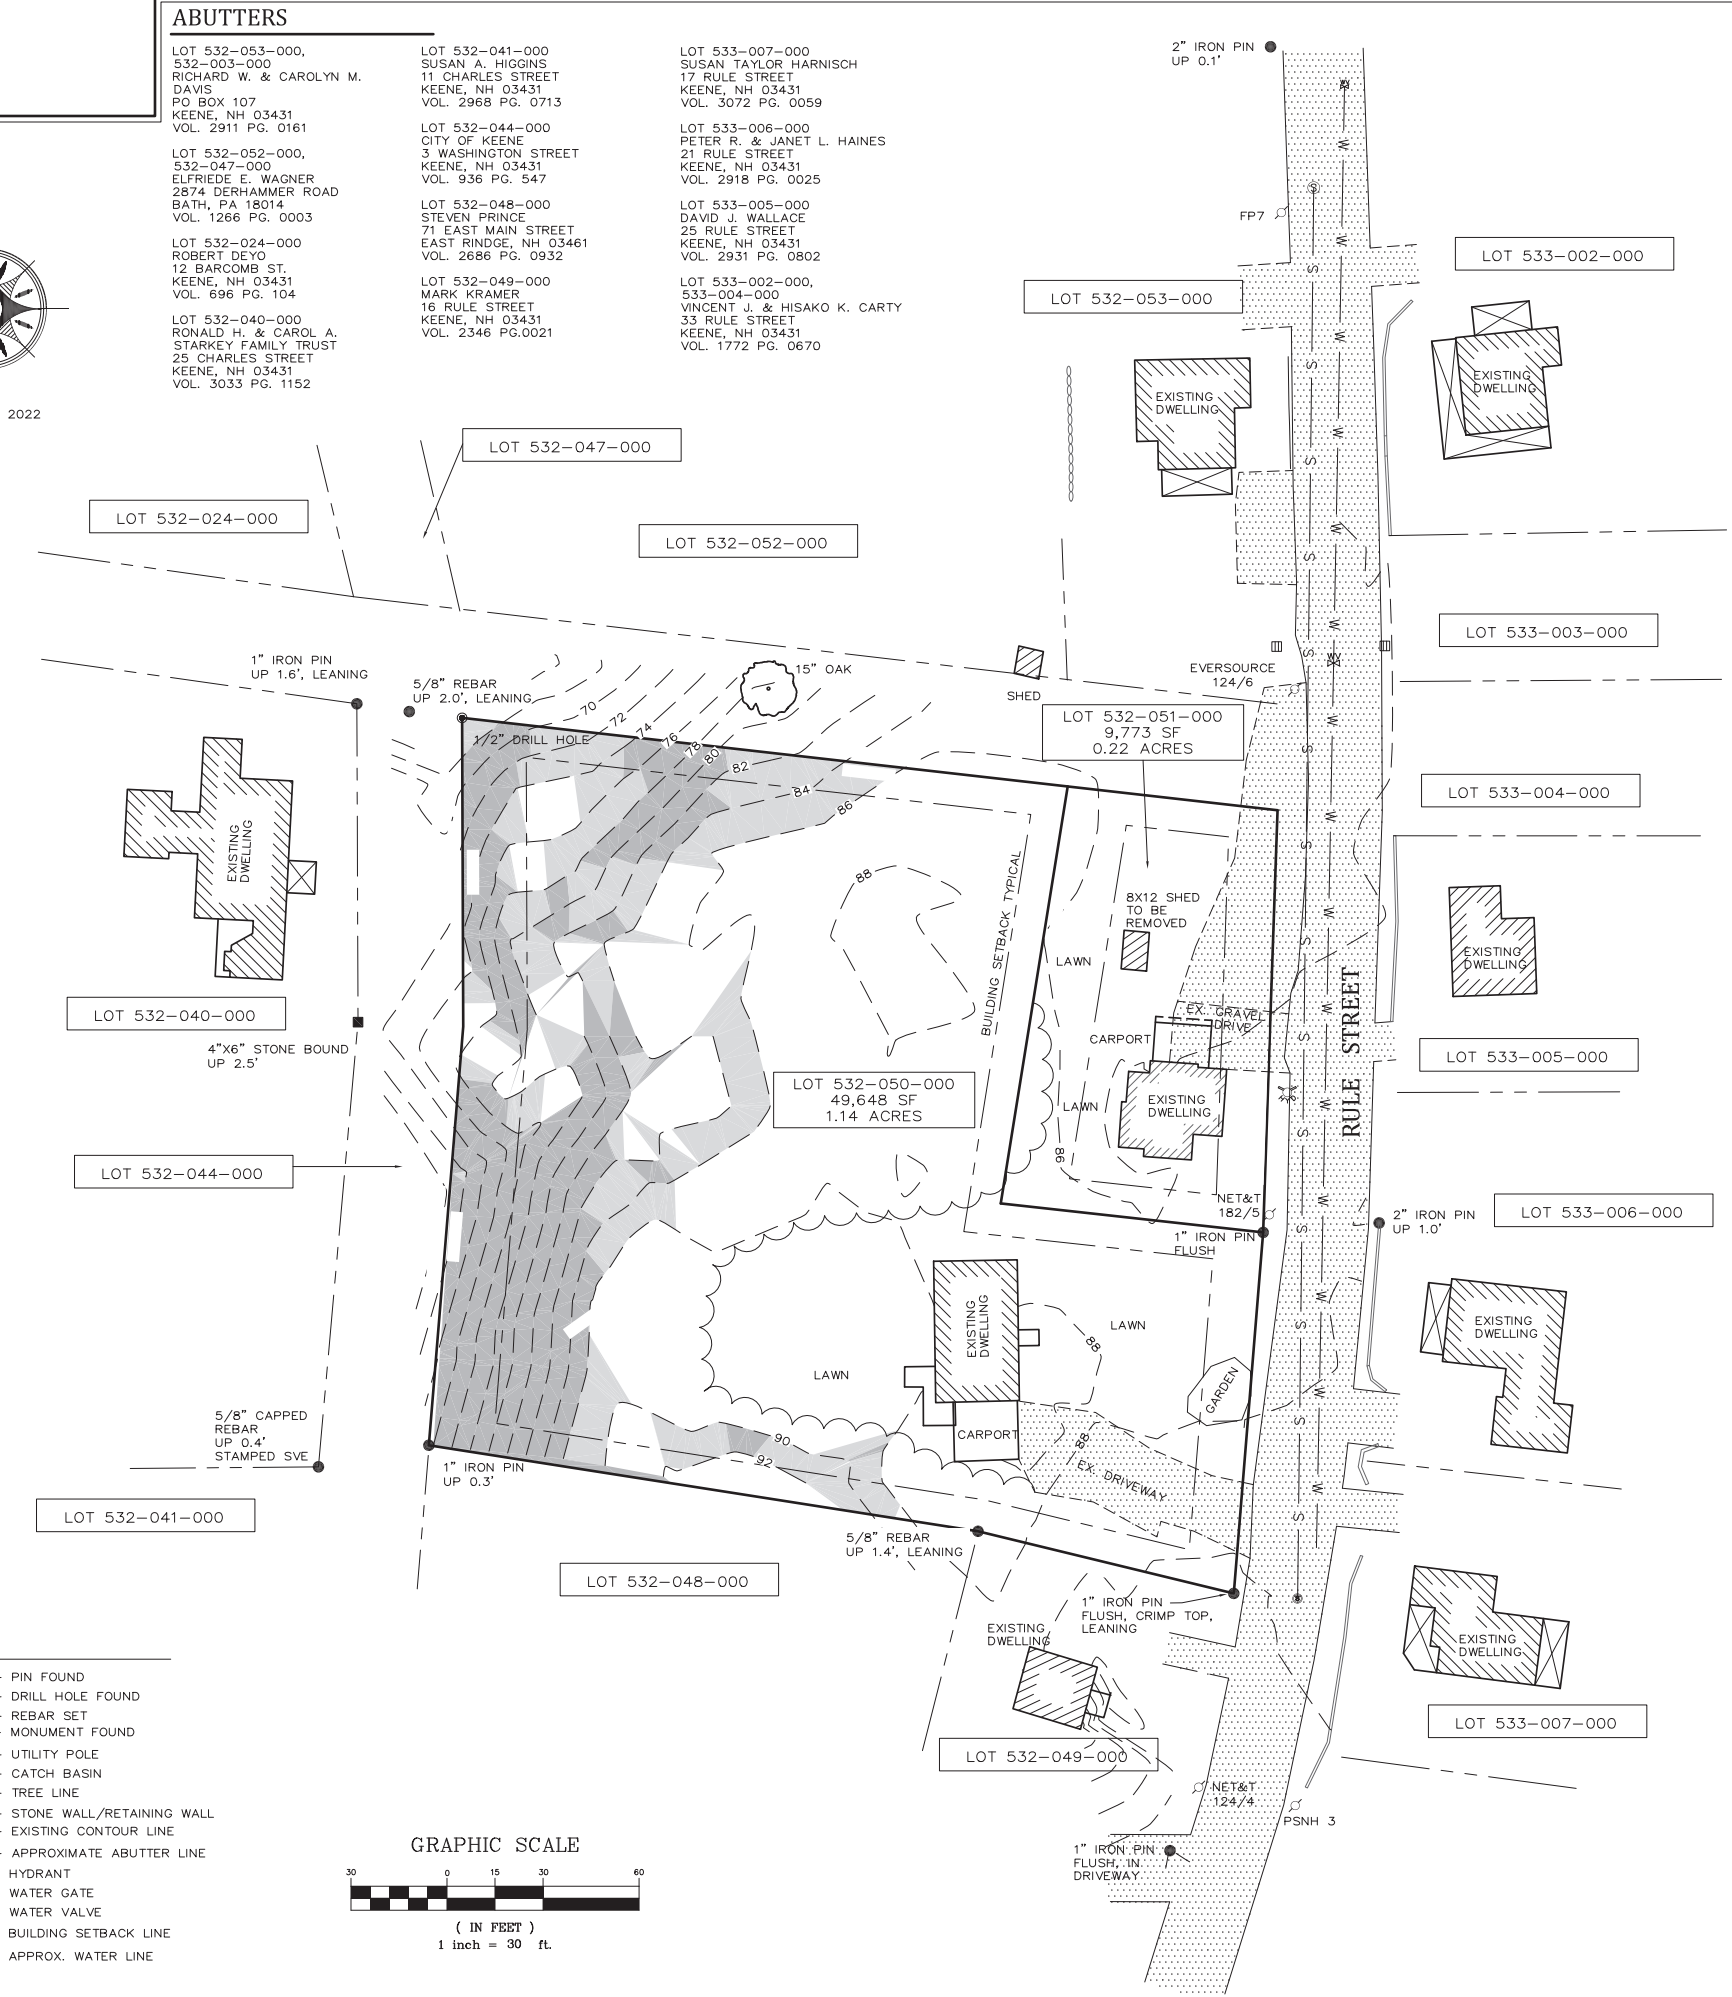 ABUTTERS
LOT 532-053-000,
532-003-000
RICHARD W. & CAROLYN M.
DAVIS
PO BOX 107
KEENE, NH 03431
VOL. 2911 PG. 0161
LOT 532-052-000,
532-047-000
ELFRIEDE E. WAGNER
2874 DERHAMMER ROAD
BATH, PA 18014
VOL. 1266 PG. 0003
LOT 532-024-000
ROBERT DEYO
12 BARCOMB ST.
KEENE, NH 03431
VOL. 696 PG. 104
LOT 532-040-000
RONALD H. & CAROL A.
STARKEY FAMILY TRUST
25 CHARLES STREET
KEENE, NH 03431
VOL. 3033 PG. 1152
LOT 532-041-000
SUSAN A. HIGGINS
11 CHARLES STREET
KEENE, NH 03431
VOL. 2968 PG. 0713
LOT 532-044-000
CITY OF KEENE
3 WASHINGTON STREET
KEENE, NH 03431
VOL. 936 PG. 547
LOT 532-048-000
STEVEN PRINCE
71 EAST MAIN STREET
EAST RINDGE, NH 03461
VOL. 2686 PG. 0932
LOT 532-049-000
MARK KRAMER
16 RULE STREET
KEENE, NH 03431
VOL. 2346 PG.0021
LOT 533-007-000
SUSAN TAYLOR HARNISCH
17 RULE STREET
KEENE, NH 03431
VOL. 3072 PG. 0059
LOT 533-006-000
PETER R. & JANET L. HAINES
21 RULE STREET
KEENE, NH 03431
VOL. 2918 PG. 0025
LOT 533-005-000
DAVID J. WALLACE
25 RULE STREET
KEENE, NH 03431
VOL. 2931 PG. 0802
LOT 533-002-000,
533-004-000
VINCENT J. & HISAKO K. CARTY
33 RULE STREET
KEENE, NH 03431
VOL. 1772 PG. 0670
2022
2" IRON PIN
UP 0.1'
FP7
LOT 533-002-000
LOT 532-053-000
EXISTING
DWELLING
EXISTING
DWELLING
LOT 532-047-000
LOT 532-024-000
LOT 532-052-000
LOT 533-003-000
1" IRON PIN
UP 1.6', LEANING
5/8" REBAR
UP 2.0', LEANING
1/2" DRILL HOLE
70
72
74
76
78
80
82
84
86
15" OAK
SHED
EVERSOURCE
124/6
LOT 532-051-000
9,773 SF
0.22 ACRES
LOT 533-004-000
EXISTING
DWELLING
88
BUILDING SETBACK TYPICAL
8X12 SHED
TO BE
REMOVED
LAWN
EX. GRAVEL
DRIVE
CARPORT
EXISTING
DWELLING
LAWN
86
RULE STREET
EXISTING
DWELLING
LOT 532-040-000
4"X6" STONE BOUND
UP 2.5'
LOT 533-005-000
LOT 532-050-000
49,648 SF
1.14 ACRES
LOT 532-044-000
NET&T
182/5
1" IRON PIN
FLUSH
2" IRON PIN
UP 1.0'
LOT 533-006-000
EXISTING
DWELLING
LAWN
88
LAWN
GARDEN
EXISTING
DWELLING
CARPORT
88
EX. DRIVEWAY
90
92
5/8" CAPPED
REBAR
UP 0.4'
STAMPED SVE
1" IRON PIN
UP 0.3'
LOT 532-041-000
5/8" REBAR
UP 1.4', LEANING
LOT 532-048-000
1" IRON PIN
FLUSH, CRIMP TOP,
LEANING
EXISTING
DWELLING
EXISTING
DWELLING
LOT 533-007-000
LOT 532-049-000
NET&T
124/4
PSNH 3
1" IRON PIN
FLUSH, IN
DRIVEWAY
PIN FOUND
DRILL HOLE FOUND
REBAR SET
MONUMENT FOUND
UTILITY POLE
CATCH BASIN
TREE LINE
STONE WALL/RETAINING WALL
EXISTING CONTOUR LINE
APPROXIMATE ABUTTER LINE
HYDRANT
WATER GATE
WATER VALVE
BUILDING SETBACK LINE
APPROX. WATER LINE
GRAPHIC SCALE
30 0 15 30 60
( IN FEET )
1 inch = 30 ft.